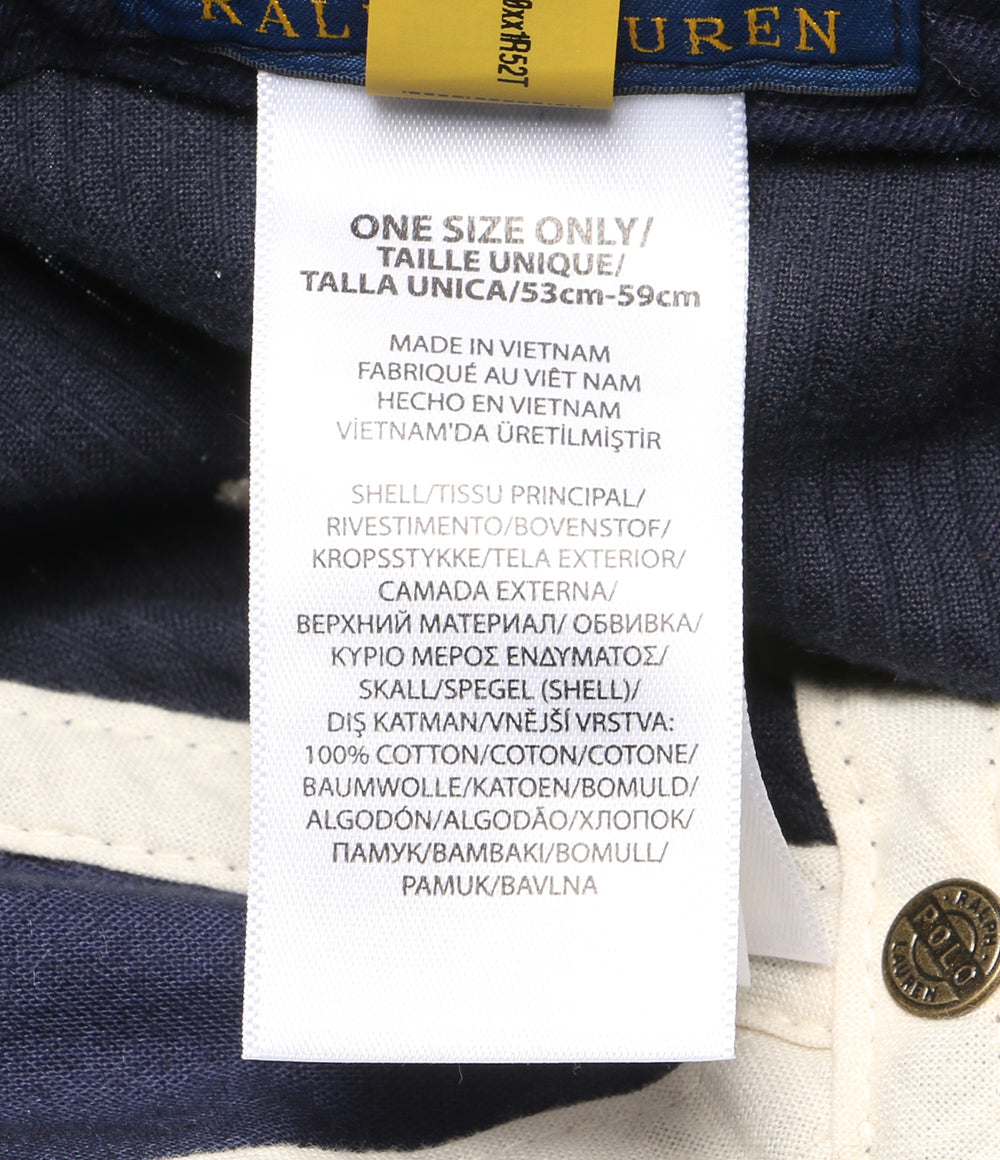 RALPH LAUREN
0xx1R52T
ONE SIZE ONLY/
TAILLE UNIQUE/
TALLA UNICA/53cm-59cm
MADE IN VIETNAM
FABRIQUÉ AU VIÊT NAM
HECHO EN VIETNAM
VİETNAM'DA ÜRETİLMİŞTİR
SHELL/TISSU PRINCIPAL/
RIVESTIMENTO/BOVENSTOF/
KROPSSTYKKE/TELA EXTERIOR/
CAMADA EXTERNA/
ВЕРХНИЙ МАТЕРИАЛ/ ОБВИВКА/
ΚΥΡΙΟ ΜΕΡΟΣ ΕΝΔΥΜΑΤΟΣ/
SKALL/SPEGEL (SHELL)/
DIŞ KATMAN/VNĚJŠÍ VRSTVA:
100% COTTON/COTON/COTONE/
BAUMWOLLE/KATOEN/BOMULD/
ALGODÓN/ALGODÃO/ХЛОПОК/
ПАМУК/ΒΑΜΒΑΚΙ/BOMULL/
PAMUK/BAVLNA
RALPH
POLO
LAUREN